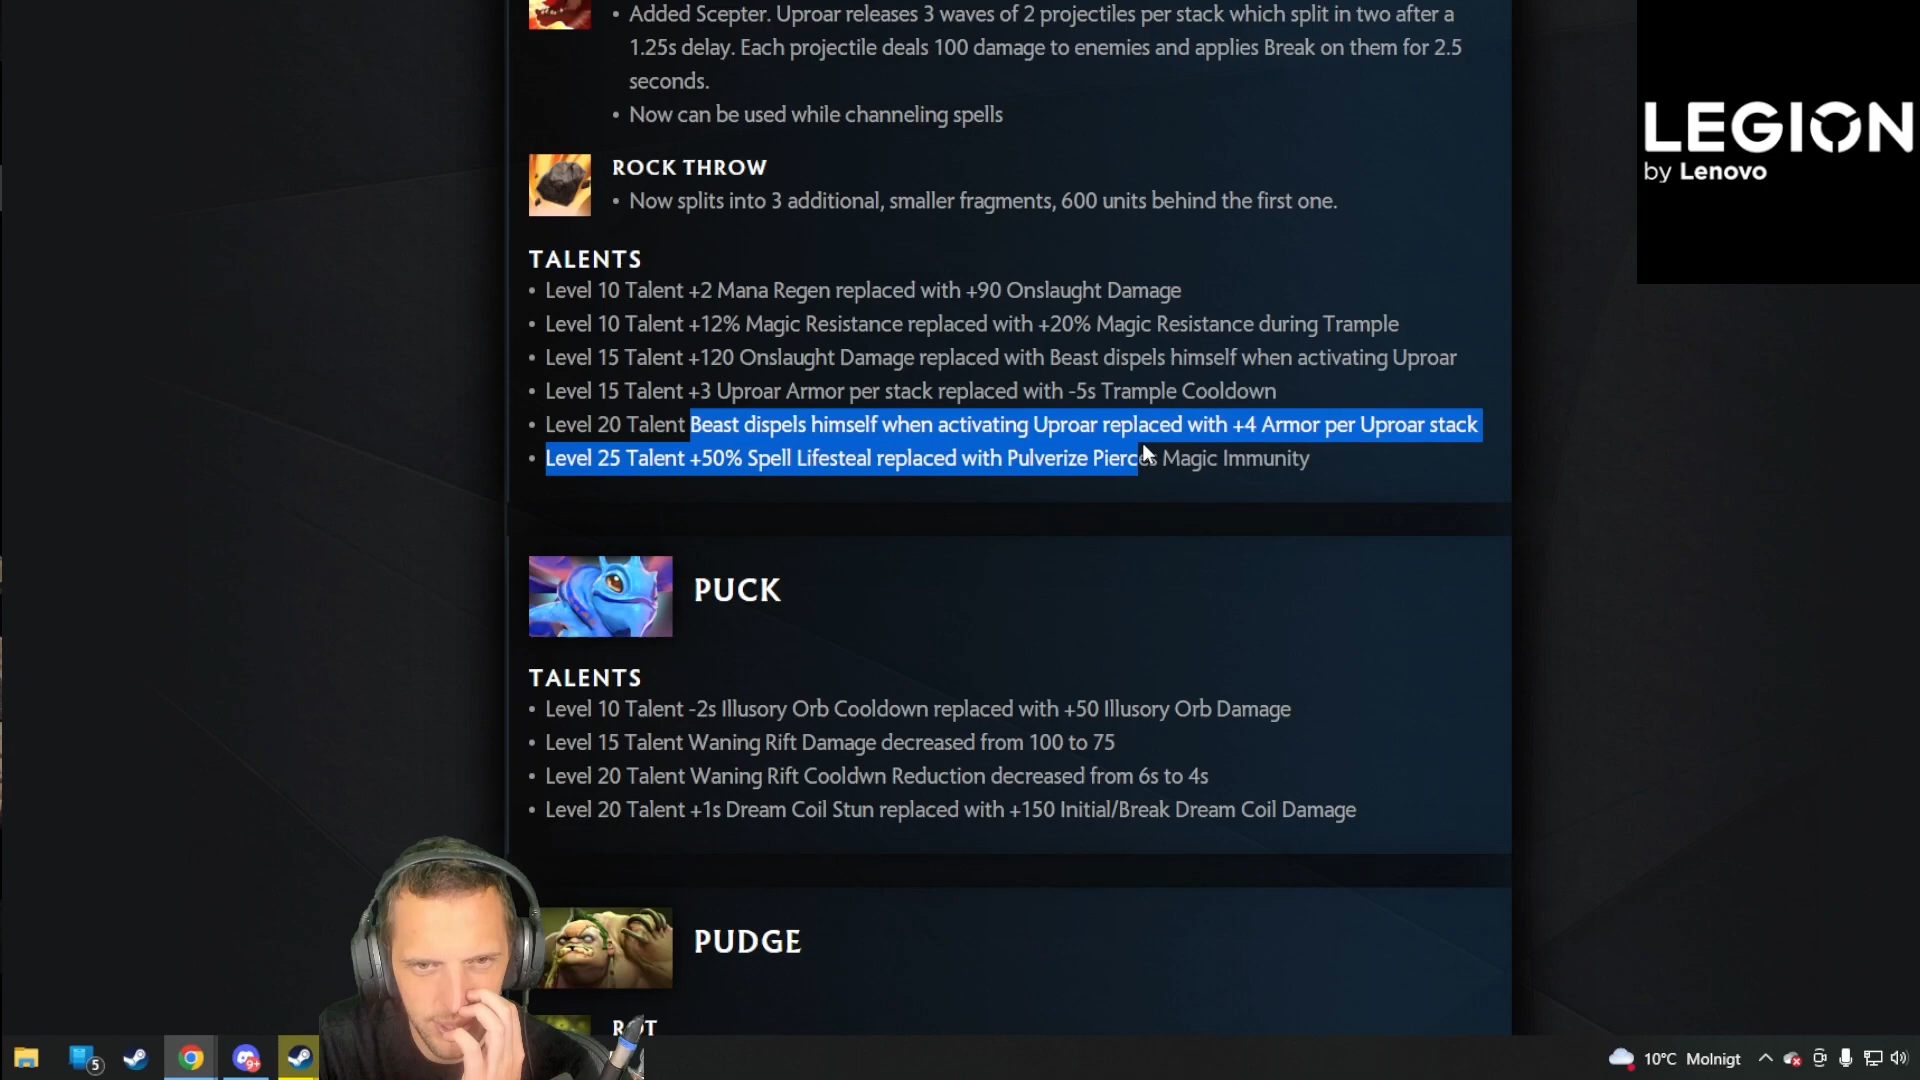 • Added Scepter. Uproar releases 3 waves of 2 projectiles per stack which split in two after a
1.25s delay. Each projectile deals 100 damage to enemies and applies Break on them for 2.5
seconds.
• Now can be used while channeling spells
LEGION
by Lenovo
ROCK THROW
• Now splits into 3 additional, smaller fragments, 600 units behind the first one.
TALENTS
• Level 10 Talent +2 Mana Regen replaced with +90 Onslaught Damage
• Level 10 Talent +12% Magic Resistance replaced with +20% Magic Resistance during Trample
• Level 15 Talent +120 Onslaught Damage replaced with Beast dispels himself when activating Uproar
• Level 15 Talent +3 Uproar Armor per stack replaced with -5s Trample Cooldown
• Level 20 Talent Beast dispels himself when activating Uproar replaced with +4 Armor per Uproar stack
• Level 25 Talent +50% Spell Lifesteal replaced with Pulverize Pierces Magic Immunity
PUCK
TALENTS
• Level 10 Talent -2s Illusory Orb Cooldown replaced with +50 Illusory Orb Damage
• Level 15 Talent Waning Rift Damage decreased from 100 to 75
• Level 20 Talent Waning Rift Cooldwn Reduction decreased from 6s to 4s
• Level 20 Talent +1s Dream Coil Stun replaced with +150 Initial/Break Dream Coil Damage
PUDGE
ROT
5
9+
10°C Molnigt